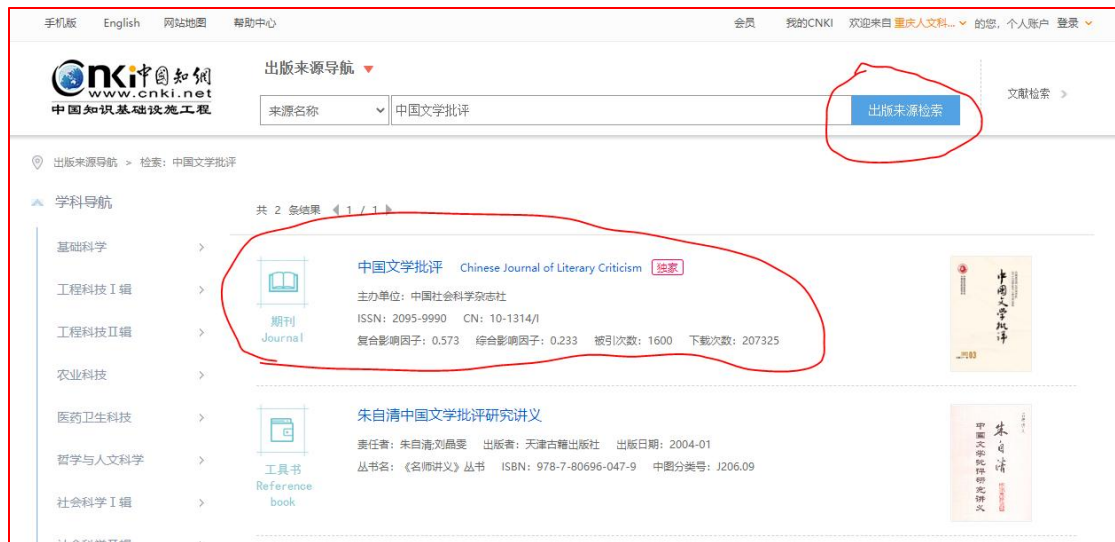 手机版 English 网站地图 帮助中心 会员 我的CNKI 欢迎来自 重庆人文科... 的您, 个人账户 登录
出版来源导航
Cnki中国知网
www.cnki.net
中国知识基础设施工程
来源名称 中国文学批评 出版来源检索 文献检索
出版来源导航 > 检索: 中国文学批评
学科导航
共 2 条结果 1 / 1
基础科学
工程科技Ⅰ辑
工程科技Ⅱ辑
农业科技
医药卫生科技
哲学与人文科学
社会科学Ⅰ辑
期刊
Journal
中国文学批评 Chinese Journal of Literary Criticism 独家
主办单位: 中国社会科学杂志社
ISSN: 2095-9990 CN: 10-1314/I
复合影响因子: 0.573 综合影响因子: 0.233 被引次数: 1600 下载次数: 207325
中国文学批评
03
工具书
Reference
book
朱自清中国文学批评研究讲义
责任者: 朱自清;刘晶雯 出版者: 天津古籍出版社 出版日期: 2004-01
丛书名: 《名师讲义》丛书 ISBN: 978-7-80696-047-9 中图分类号: J206.09
朱自清
中国文学批评研究讲义